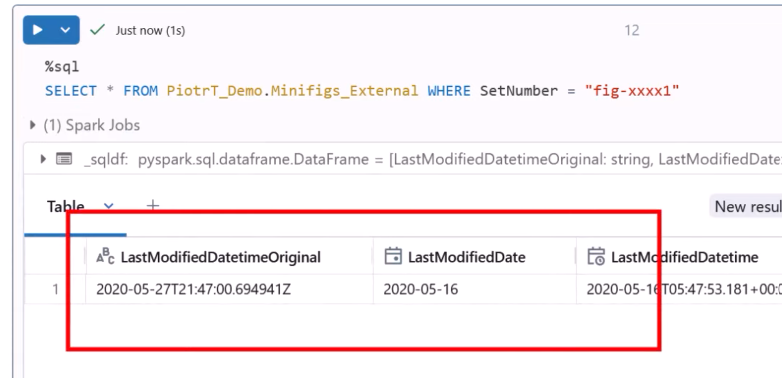 Just now (1s)
12
%sql
SELECT * FROM PiotrT_Demo.Minifigs_External WHERE SetNumber = "fig-xxxx1"
(1) Spark Jobs
_sqldf: pyspark.sql.dataframe.DataFrame = [LastModifiedDatetimeOriginal: string, LastModifiedDate
Table
New resul
LastModifiedDatetimeOriginal LastModifiedDate LastModifiedDatetime
1 2020-05-27T21:47:00.694941Z 2020-05-16 2020-05-16T05:47:53.181+00:0